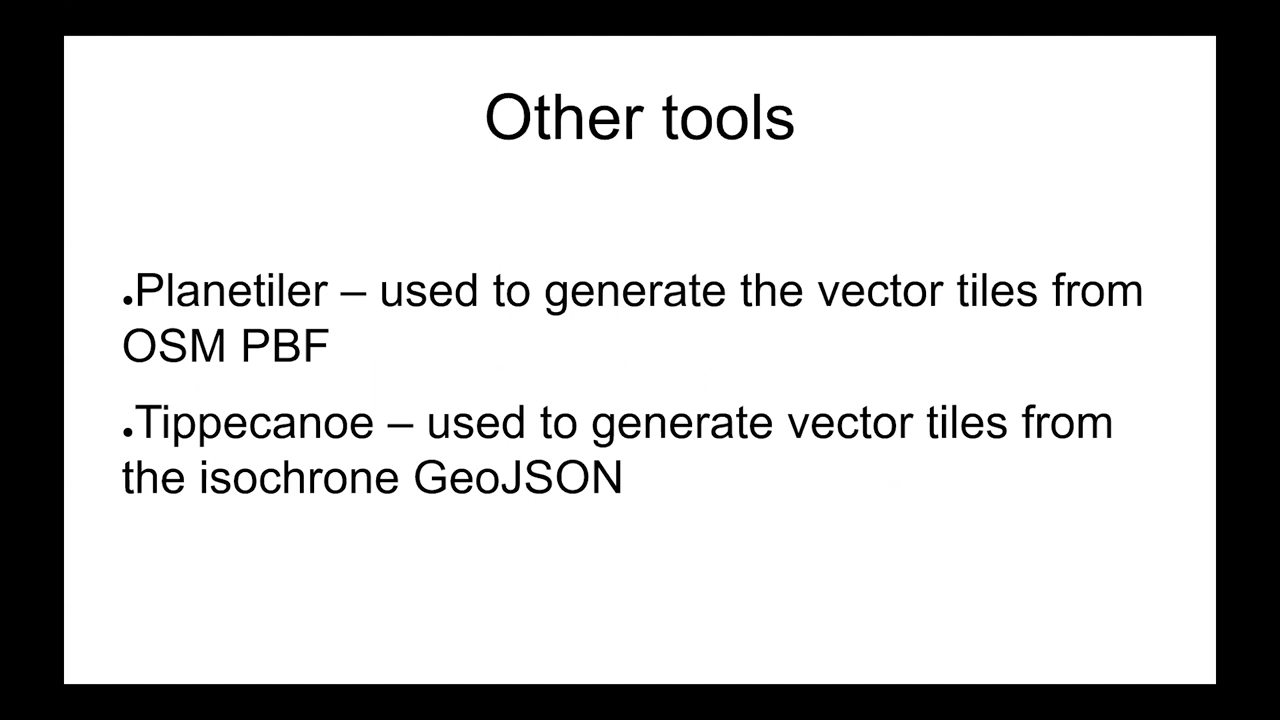 Other tools
●Planetiler – used to generate the vector tiles from
OSM PBF
●Tippecanoe – used to generate vector tiles from
the isochrone GeoJSON